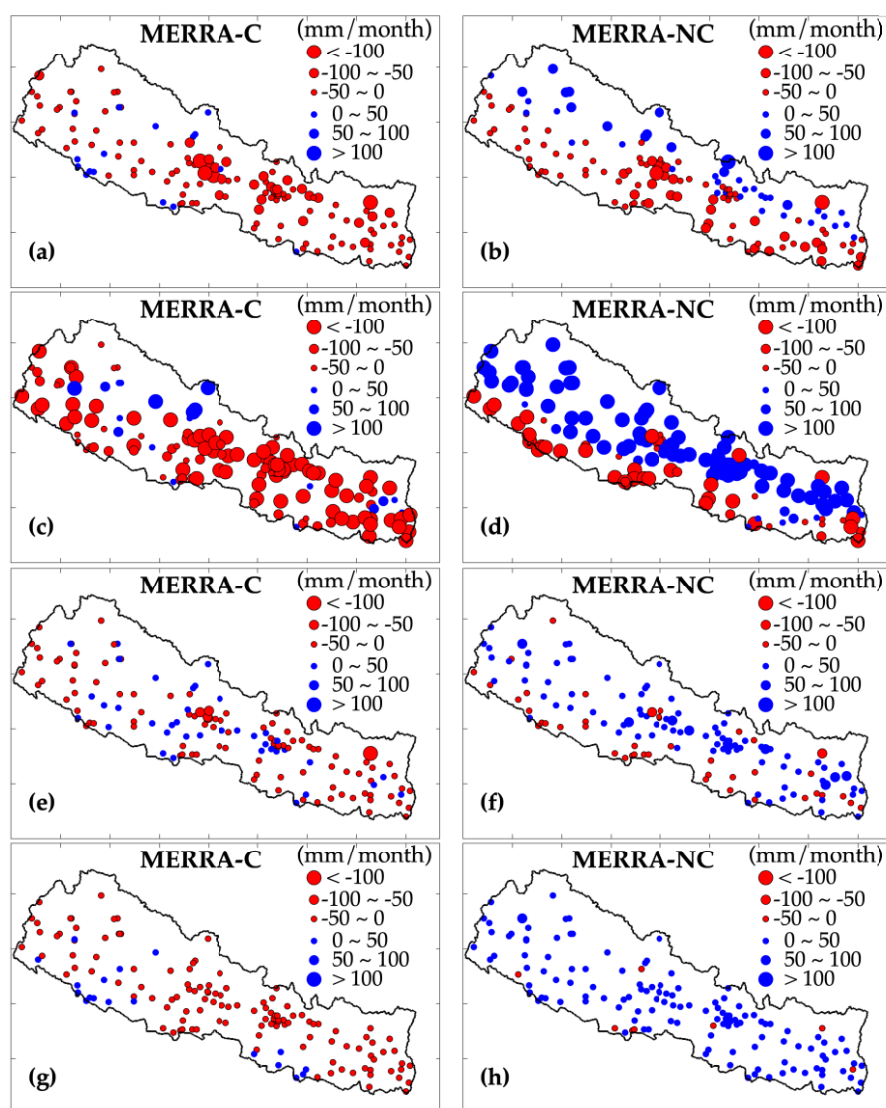 MERRA-C
(mm/month)
< -100
-100 ~ -50
-50 ~ 0
0 ~ 50
50 ~ 100
> 100
(a)
MERRA-NC
(mm/month)
< -100
-100 ~ -50
-50 ~ 0
0 ~ 50
50 ~ 100
> 100
(b)
MERRA-C
(mm/month)
< -100
-100 ~ -50
-50 ~ 0
0 ~ 50
50 ~ 100
> 100
(c)
MERRA-NC
(mm/month)
< -100
-100 ~ -50
-50 ~ 0
0 ~ 50
50 ~ 100
> 100
(d)
MERRA-C
(mm/month)
< -100
-100 ~ -50
-50 ~ 0
0 ~ 50
50 ~ 100
> 100
(e)
MERRA-NC
(mm/month)
< -100
-100 ~ -50
-50 ~ 0
0 ~ 50
50 ~ 100
> 100
(f)
MERRA-C
(mm/month)
< -100
-100 ~ -50
-50 ~ 0
0 ~ 50
50 ~ 100
> 100
(g)
MERRA-NC
(mm/month)
< -100
-100 ~ -50
-50 ~ 0
0 ~ 50
50 ~ 100
> 100
(h)